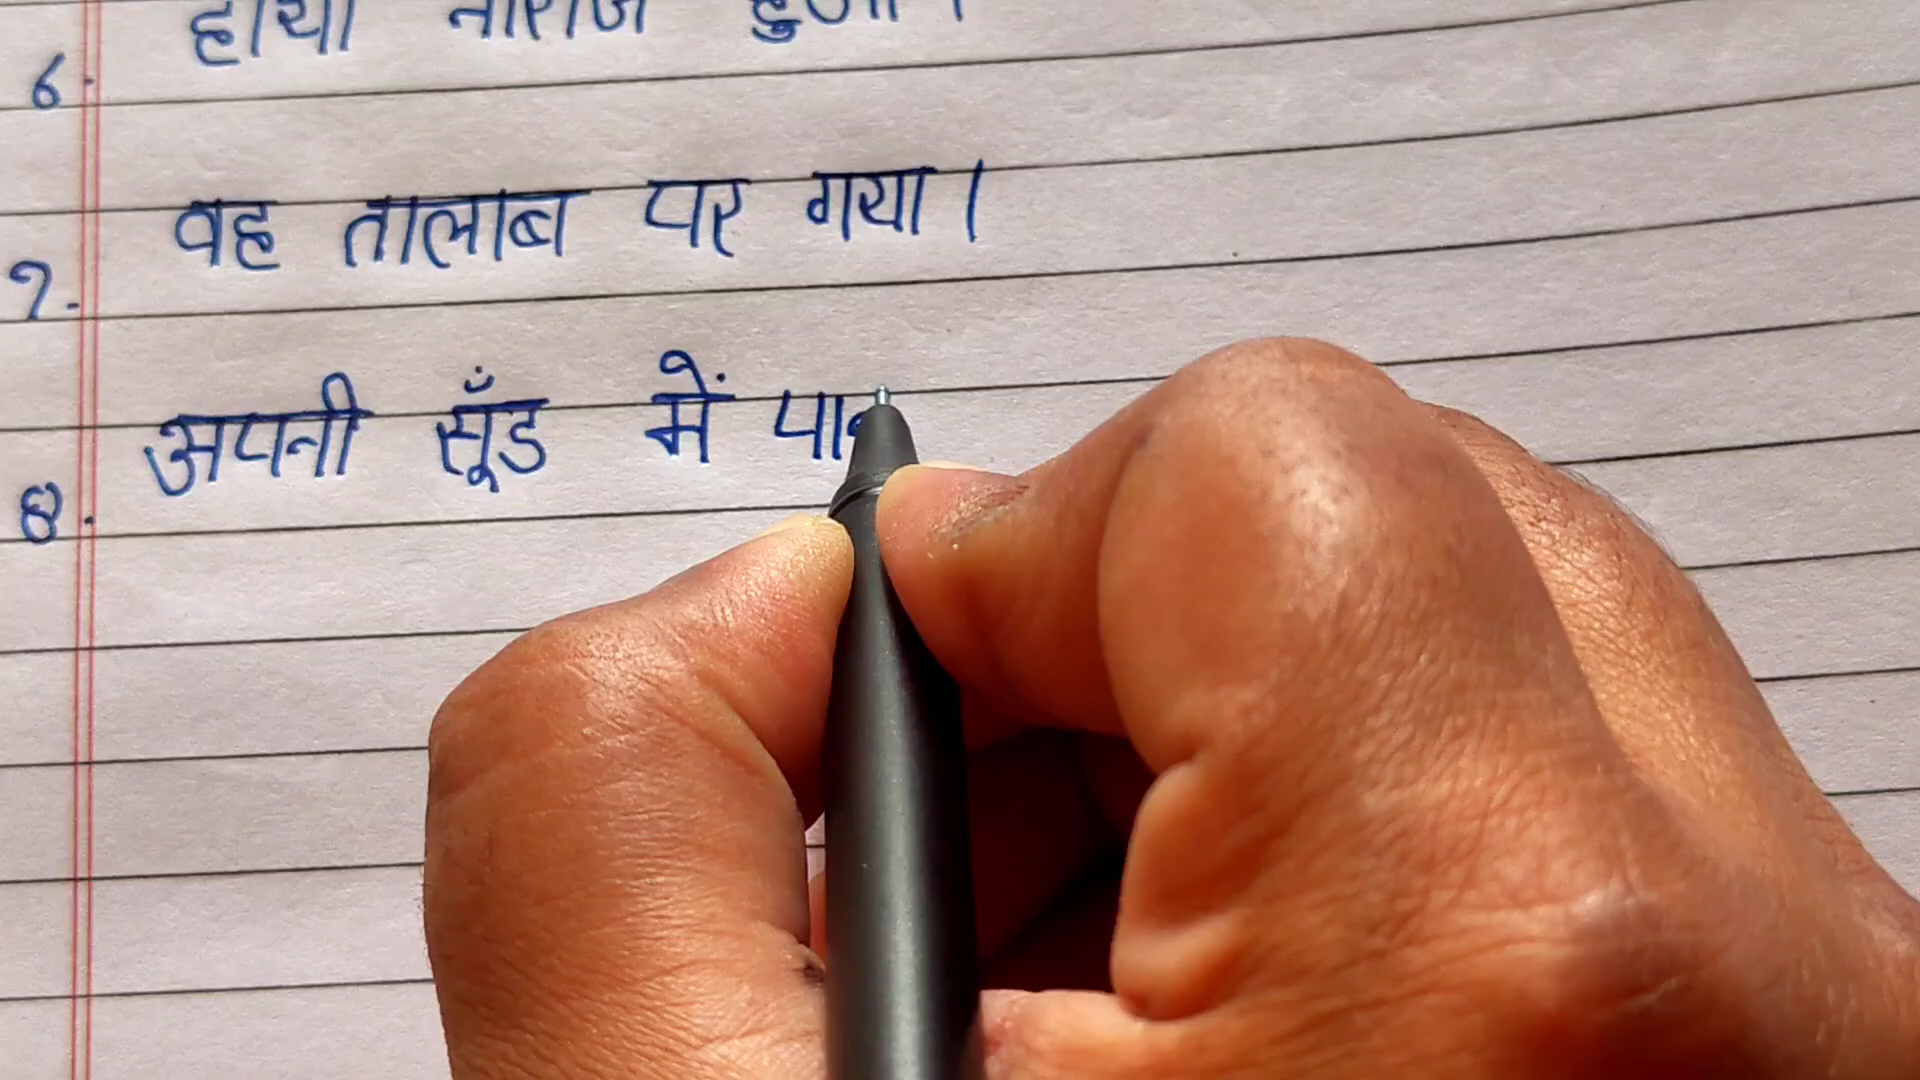 6. हाथी नाराज हुआ।
7. वह तालाब पर गया।
8. अपनी सूँड में